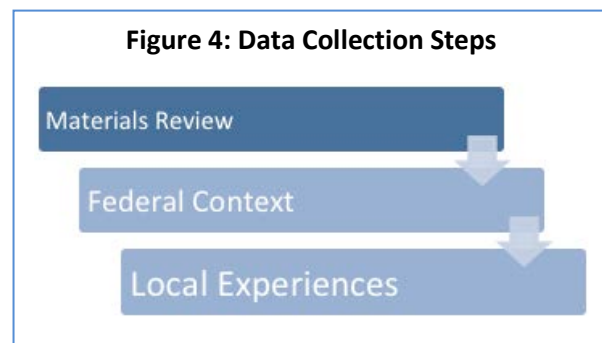 Figure 4: Data Collection Steps
Materials Review
Federal Context
Local Experiences